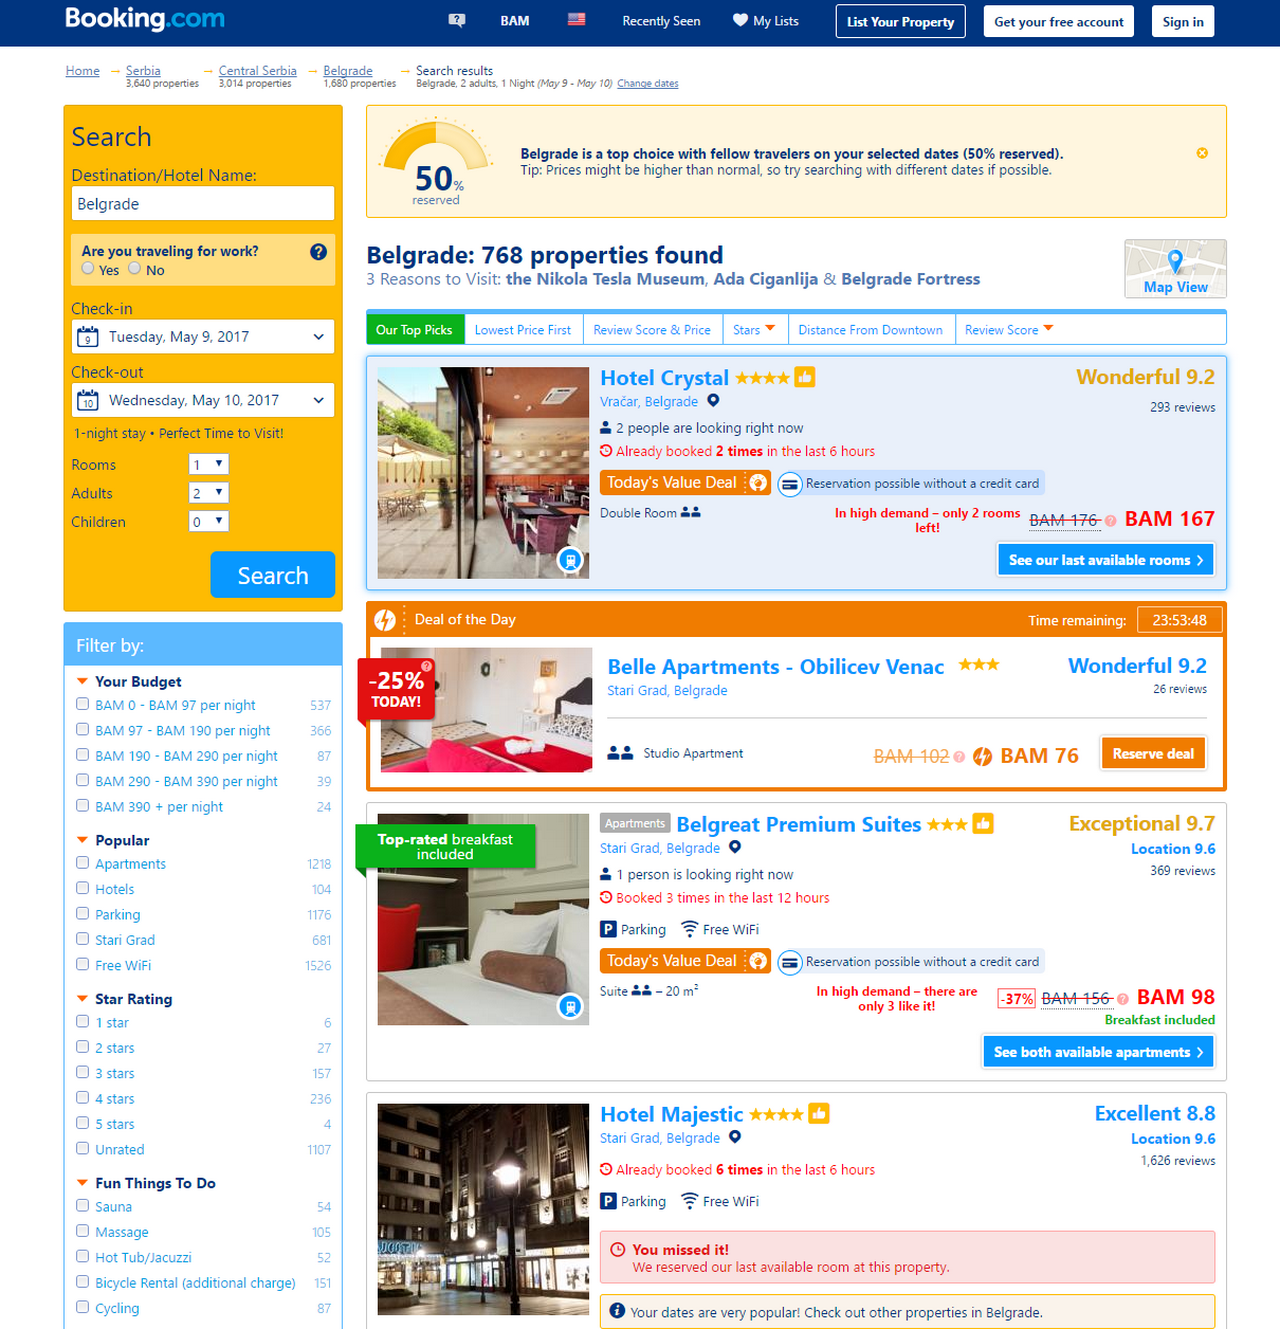 Booking.com
BAM
Recently Seen
My Lists
List Your Property
Get your free account
Sign in
Home → Serbia → Central Serbia → Belgrade → Search results
3,640 properties 3,014 properties 1,680 properties Belgrade, 2 adults, 1 Night (May 9 - May 10) Change dates
Search
Destination/Hotel Name:
Belgrade
Are you traveling for work?
Yes No
Check-in
9 Tuesday, May 9, 2017
Check-out
10 Wednesday, May 10, 2017
1-night stay • Perfect Time to Visit!
Rooms 1
Adults 2
Children 0
Search
Filter by:
Your Budget
BAM 0 - BAM 97 per night 537
BAM 97 - BAM 190 per night 366
BAM 190 - BAM 290 per night 87
BAM 290 - BAM 390 per night 39
BAM 390 + per night 24
Popular
Apartments 1218
Hotels 104
Parking 1176
Stari Grad 681
Free WiFi 1526
Star Rating
1 star 6
2 stars 27
3 stars 157
4 stars 236
5 stars 4
Unrated 1107
Fun Things To Do
Sauna 54
Massage 105
Hot Tub/Jacuzzi 52
Bicycle Rental (additional charge) 151
Cycling 87
50%
reserved
Belgrade is a top choice with fellow travelers on your selected dates (50% reserved).
Tip: Prices might be higher than normal, so try searching with different dates if possible.
Belgrade: 768 properties found
3 Reasons to Visit: the Nikola Tesla Museum, Ada Ciganlija & Belgrade Fortress
Map View
Our Top Picks Lowest Price First Review Score & Price Stars Distance From Downtown Review Score
Hotel Crystal
Wonderful 9.2
Vračar, Belgrade
293 reviews
2 people are looking right now
Already booked 2 times in the last 6 hours
Today's Value Deal Reservation possible without a credit card
Double Room
In high demand – only 2 rooms
left!
BAM 176 ? BAM 167
See our last available rooms
Deal of the Day
Time remaining: 23:53:48
-25% ?
TODAY!
Belle Apartments - Obilicev Venac
Wonderful 9.2
Stari Grad, Belgrade
26 reviews
Studio Apartment
BAM 102 ? BAM 76
Reserve deal
Top-rated breakfast
included
Apartments Belgreat Premium Suites
Exceptional 9.7
Stari Grad, Belgrade
Location 9.6
369 reviews
1 person is looking right now
Booked 3 times in the last 12 hours
P Parking Free WiFi
Today's Value Deal Reservation possible without a credit card
Suite – 20 m²
In high demand – there are
only 3 like it!
-37% BAM 156 ? BAM 98
Breakfast included
See both available apartments
Hotel Majestic
Excellent 8.8
Stari Grad, Belgrade
Location 9.6
1,626 reviews
Already booked 6 times in the last 6 hours
P Parking Free WiFi
You missed it!
We reserved our last available room at this property.
Your dates are very popular! Check out other properties in Belgrade.